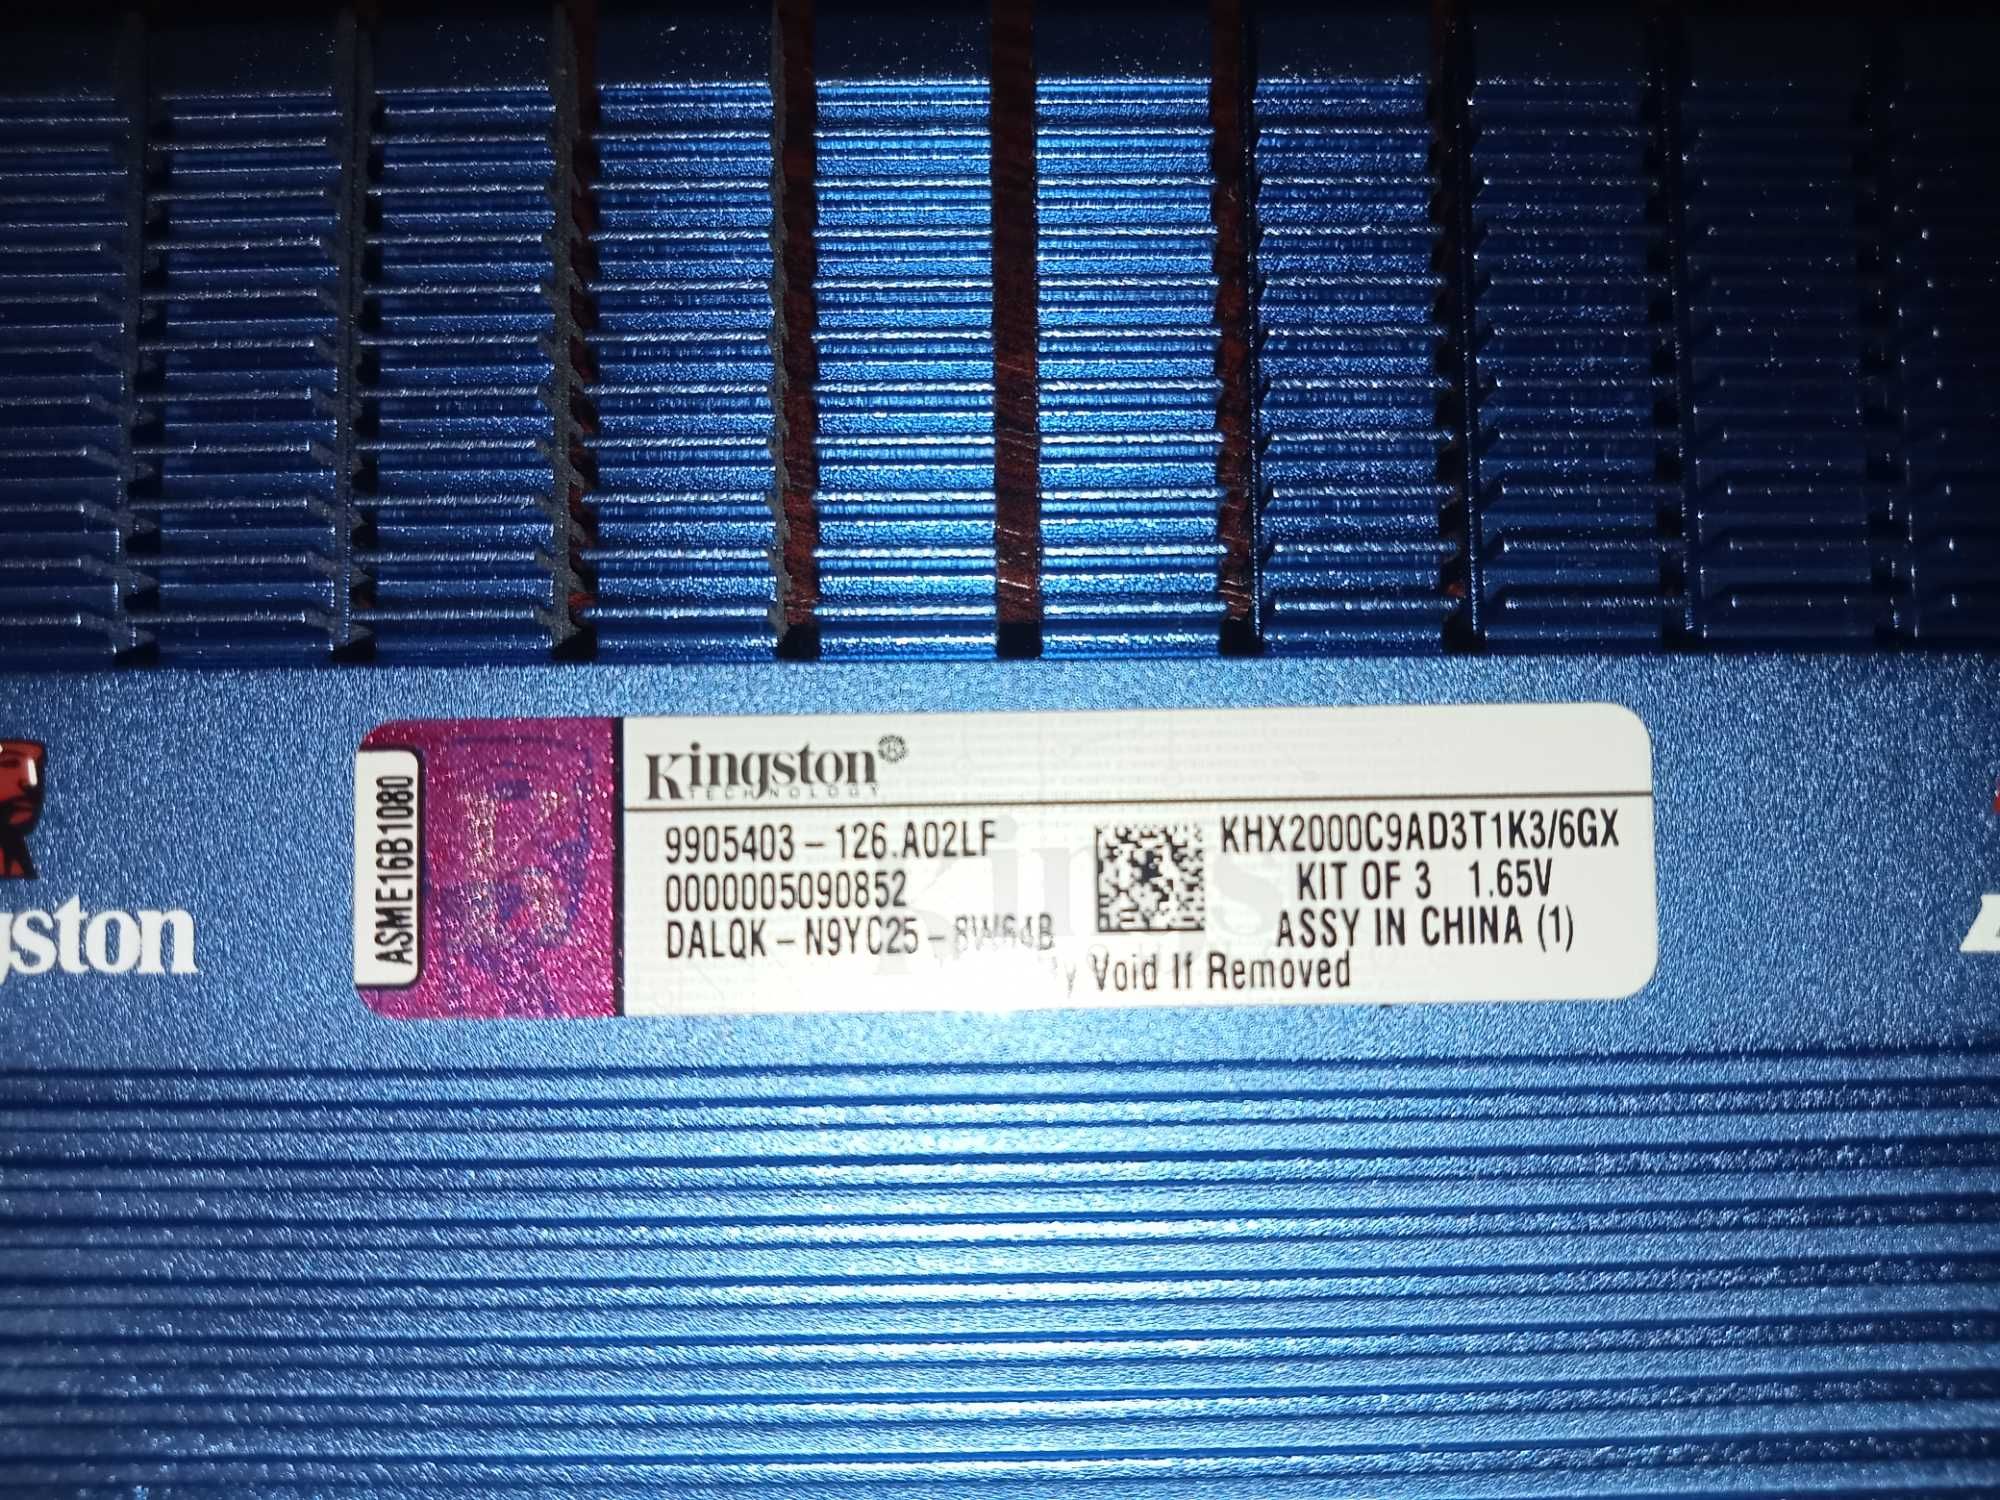 ston
ASME16B1080
Kingston
TECHNOLOGY
9905403-126.A02LF
0000005090852
DALQK-N9YC25-8W64B
KHX2000C9AD3T1K3/6GX
KIT OF 3 1.65V
ASSY IN CHINA (1)
Void If Removed